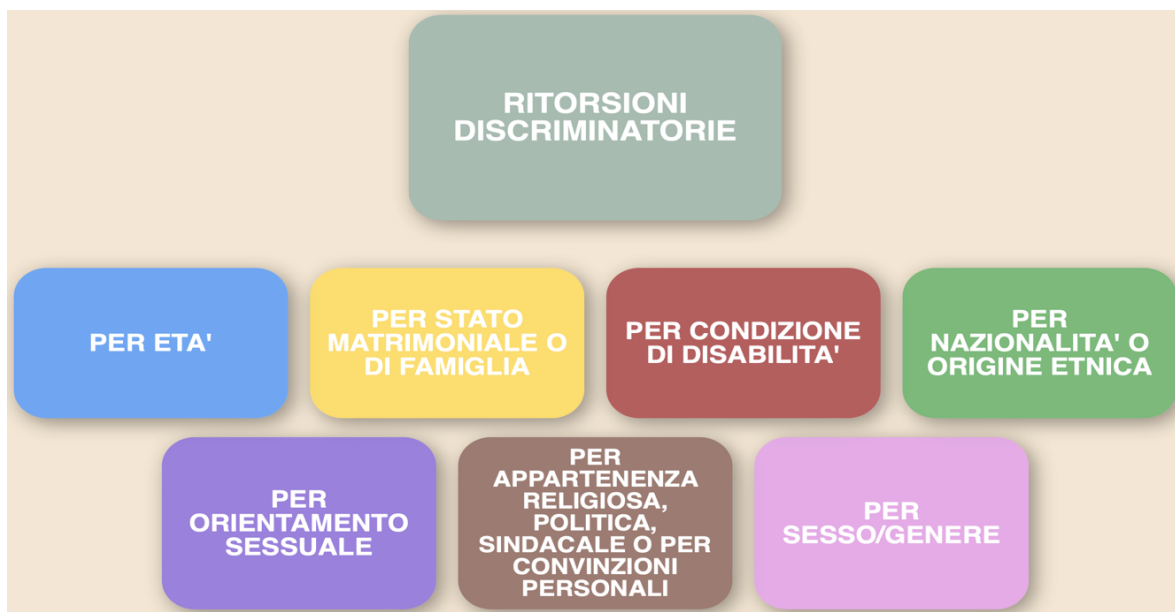 RITORSIONI
DISCRIMINATORIE
PER ETA'
PER STATO
MATRIMONIALE O
DI FAMIGLIA
PER CONDIZIONE
DI DISABILITA'
PER
NAZIONALITA' O
ORIGINE ETNICA
PER
ORIENTAMENTO
SESSUALE
PER
APPARTENENZA
RELIGIOSA,
POLITICA,
SINDACALE O PER
CONVINZIONI
PERSONALI
PER
SESSO/GENERE